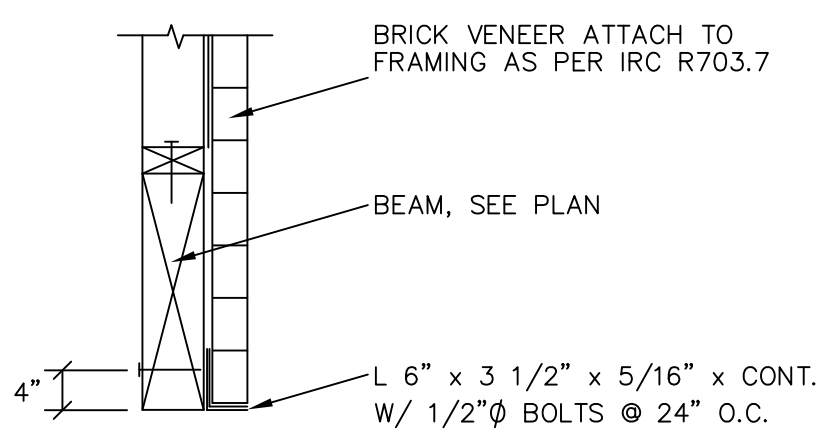 BRICK VENEER ATTACH TO
FRAMING AS PER IRC R703.7
BEAM, SEE PLAN
4"
L 6" x 3 1/2" x 5/16" x CONT.
W/ 1/2"Ø BOLTS @ 24" O.C.